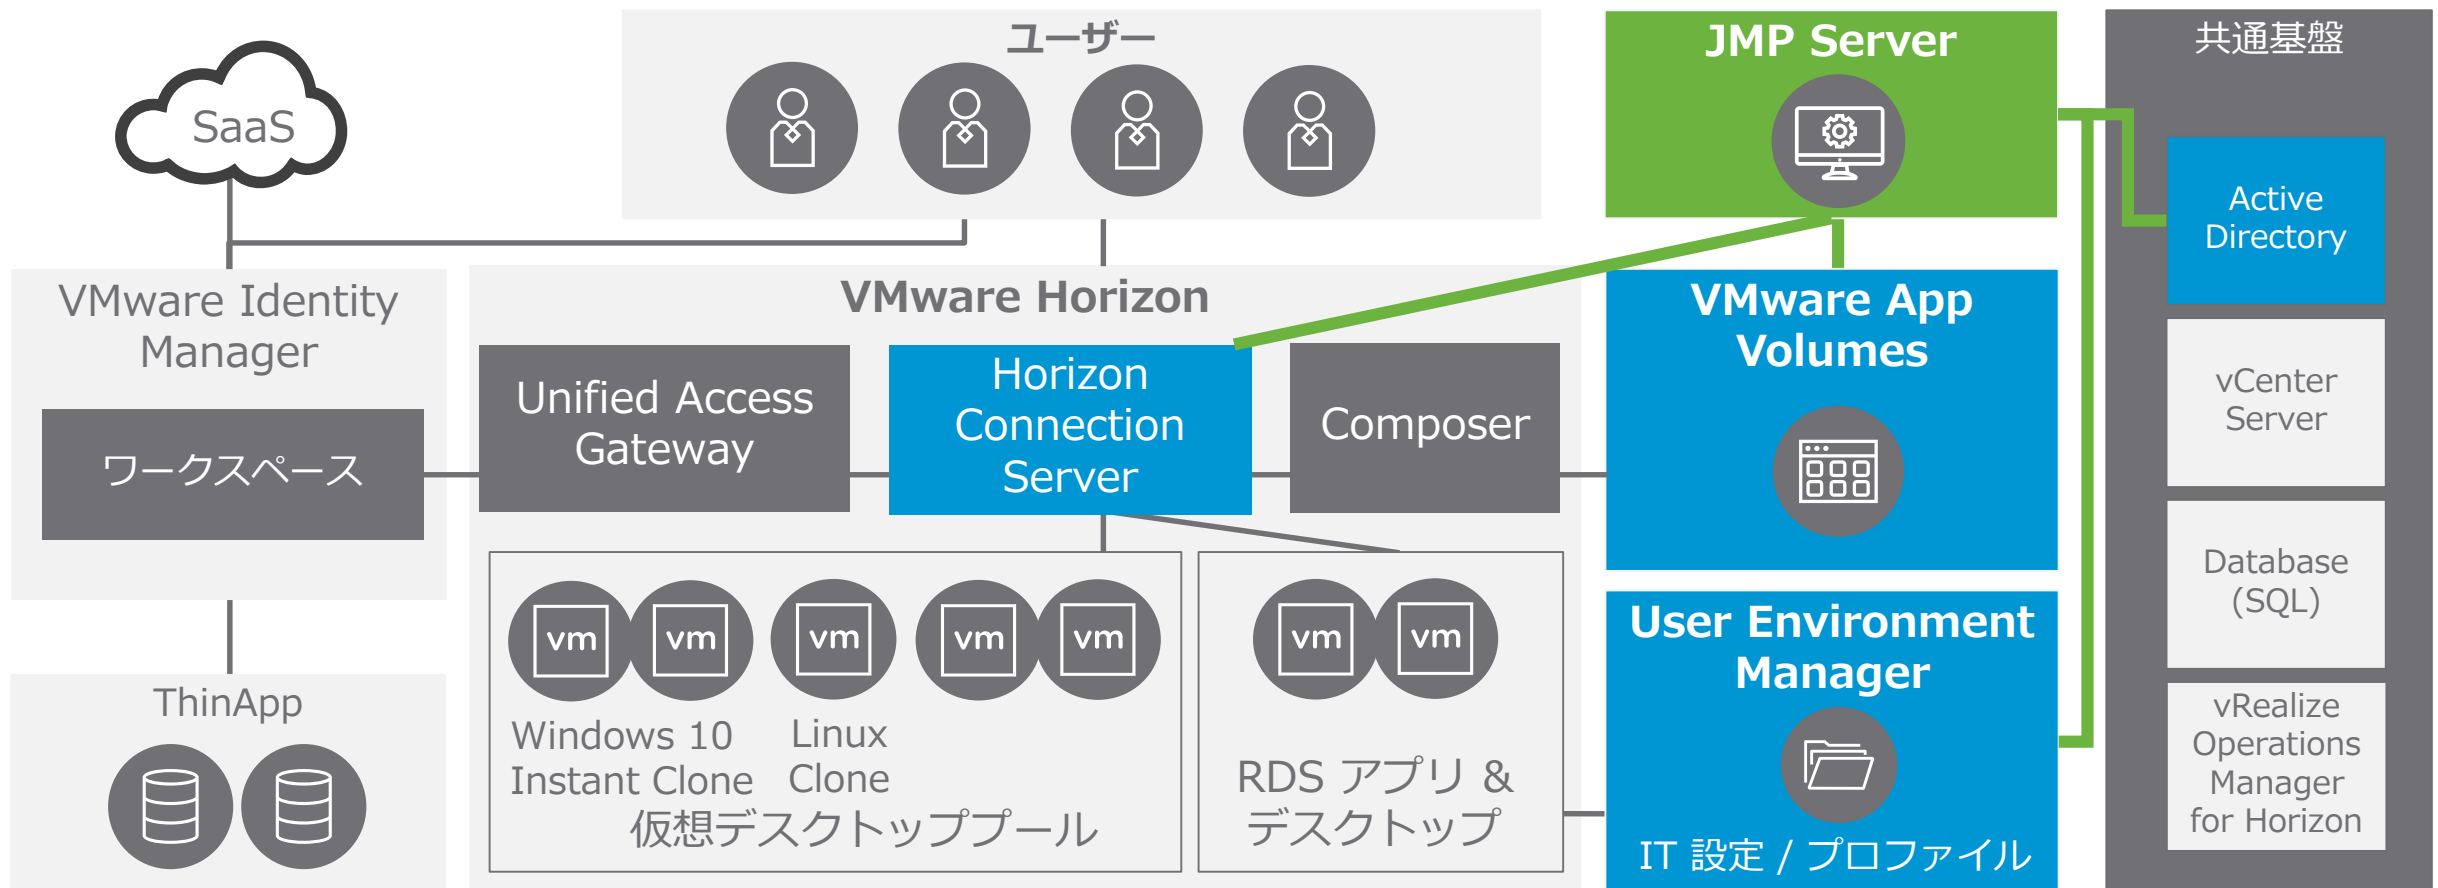 SaaS
ユーザー
JMP Server
共通基盤
VMware Identity
Manager
ワークスペース
ThinApp
VMware Horizon
Unified Access
Gateway
Horizon
Connection
Server
Composer
vm
vm
vm
vm
vm
Windows 10
Instant Clone
Linux
Clone
仮想デスクトッププール
vm
vm
RDS アプリ &
デスクトップ
VMware App
Volumes
User Environment
Manager
IT 設定 / プロファイル
Active
Directory
vCenter
Server
Database
(SQL)
vRealize
Operations
Manager
for Horizon